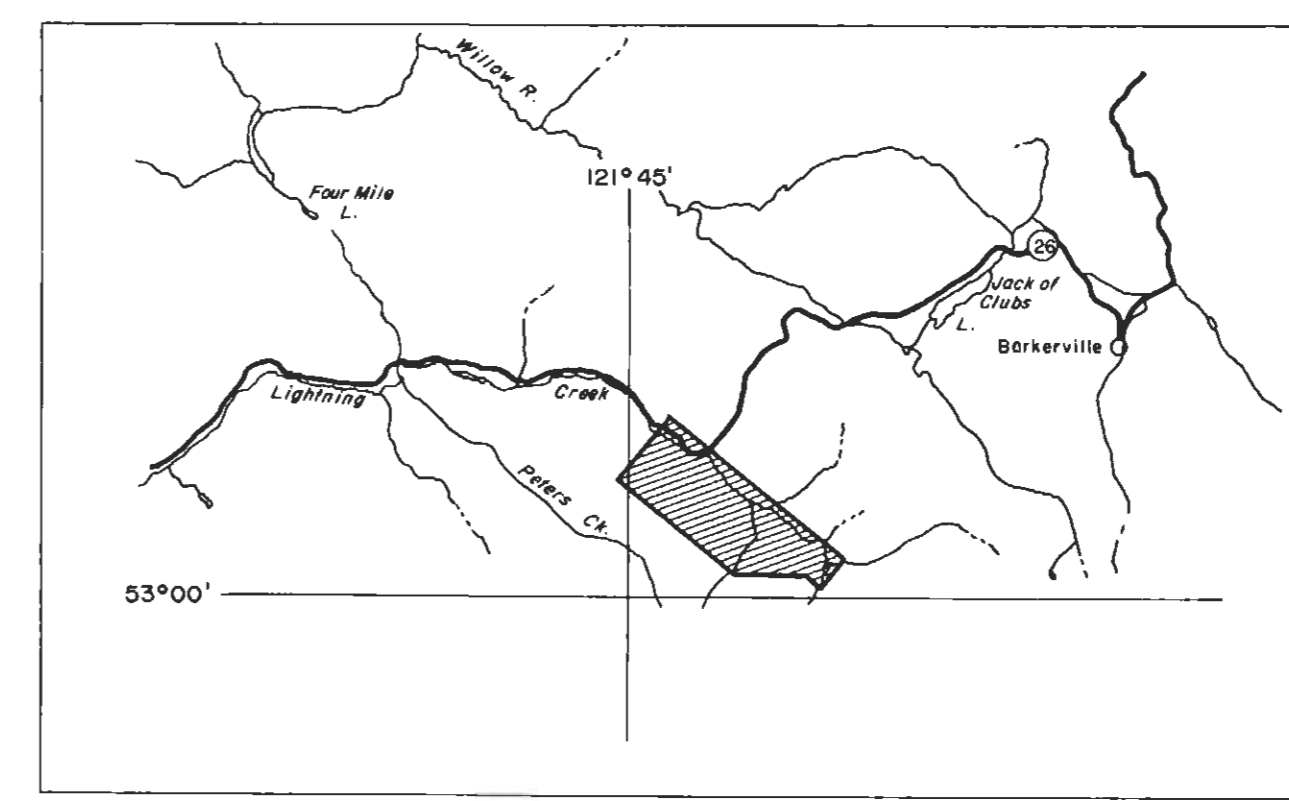 Willow R.
121° 45'
Four Mile
L.
26
Jack of
Clubs
L.
Barkerville
Lightning
Creek
Peters Ck.
53°00'